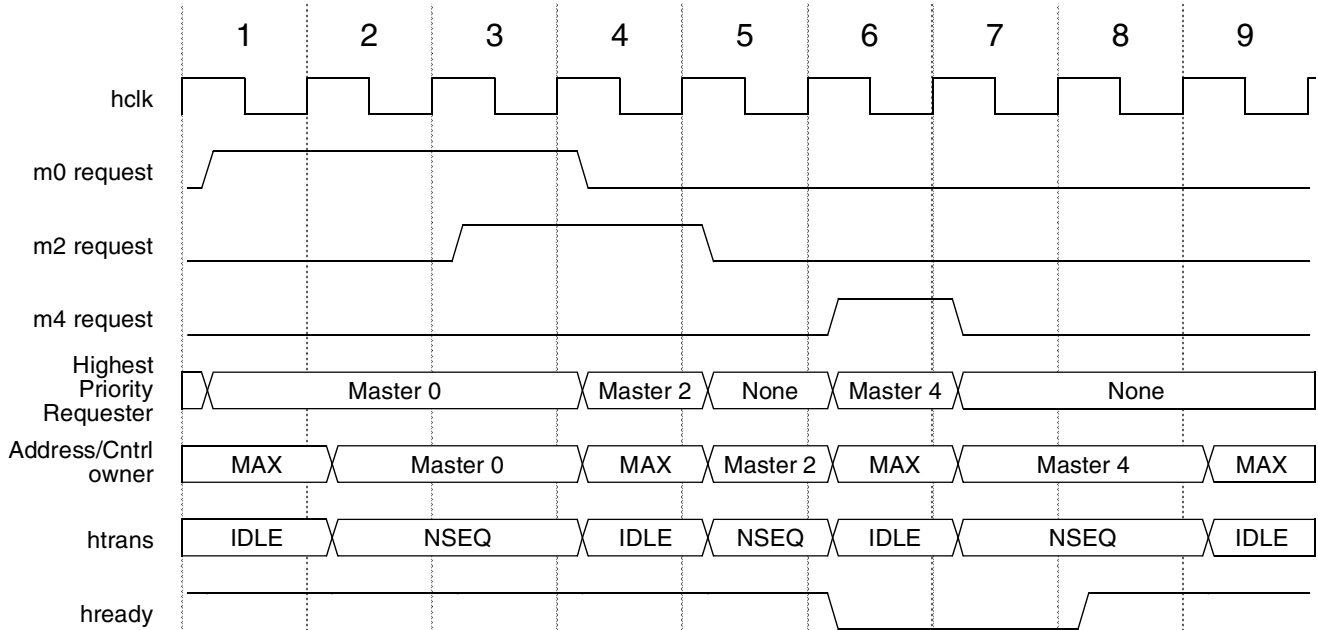 1 2 3 4 5 6 7 8 9
hclk
m0 request
m2 request
m4 request
Highest
Priority
Requester
Master 0 Master 2 None Master 4 None
Address/Cntrl
owner
MAX Master 0 MAX Master 2 MAX Master 4 MAX
htrans IDLE NSEQ IDLE NSEQ IDLE NSEQ IDLE
hready